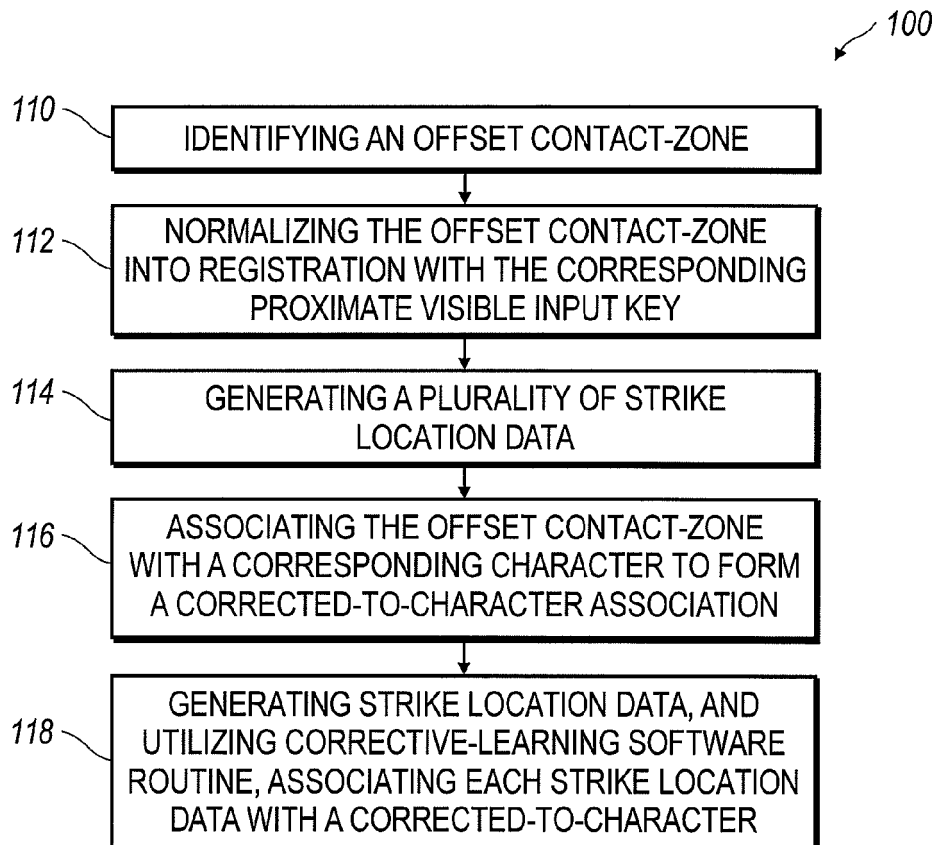 100
110
IDENTIFYING AN OFFSET CONTACT-ZONE
112
NORMALIZING THE OFFSET CONTACT-ZONE
INTO REGISTRATION WITH THE CORRESPONDING
PROXIMATE VISIBLE INPUT KEY
114
GENERATING A PLURALITY OF STRIKE
LOCATION DATA
116
ASSOCIATING THE OFFSET CONTACT-ZONE
WITH A CORRESPONDING CHARACTER TO FORM
A CORRECTED-TO-CHARACTER ASSOCIATION
118
GENERATING STRIKE LOCATION DATA, AND
UTILIZING CORRECTIVE-LEARNING SOFTWARE
ROUTINE, ASSOCIATING EACH STRIKE LOCATION
DATA WITH A CORRECTED-TO-CHARACTER